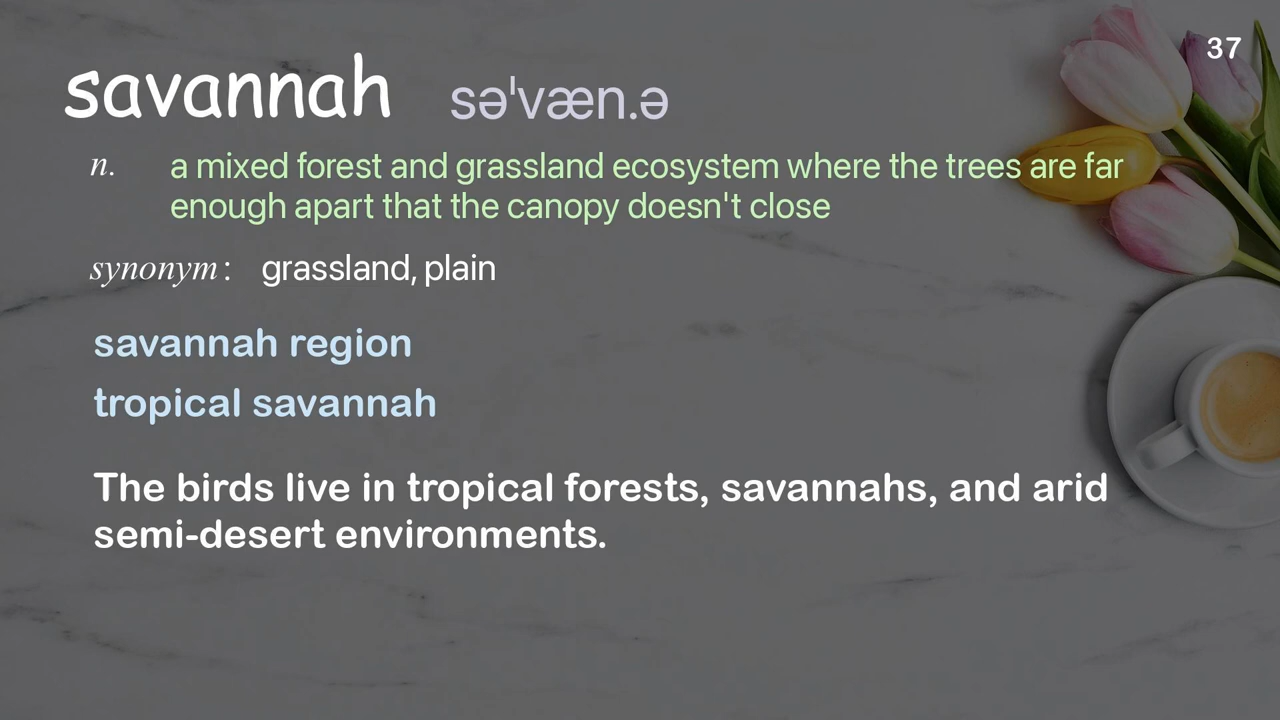 37
savannah səˈvæn.ə
n. a mixed forest and grassland ecosystem where the trees are far
enough apart that the canopy doesn't close
synonym: grassland, plain
savannah region
tropical savannah
The birds live in tropical forests, savannahs, and arid
semi-desert environments.